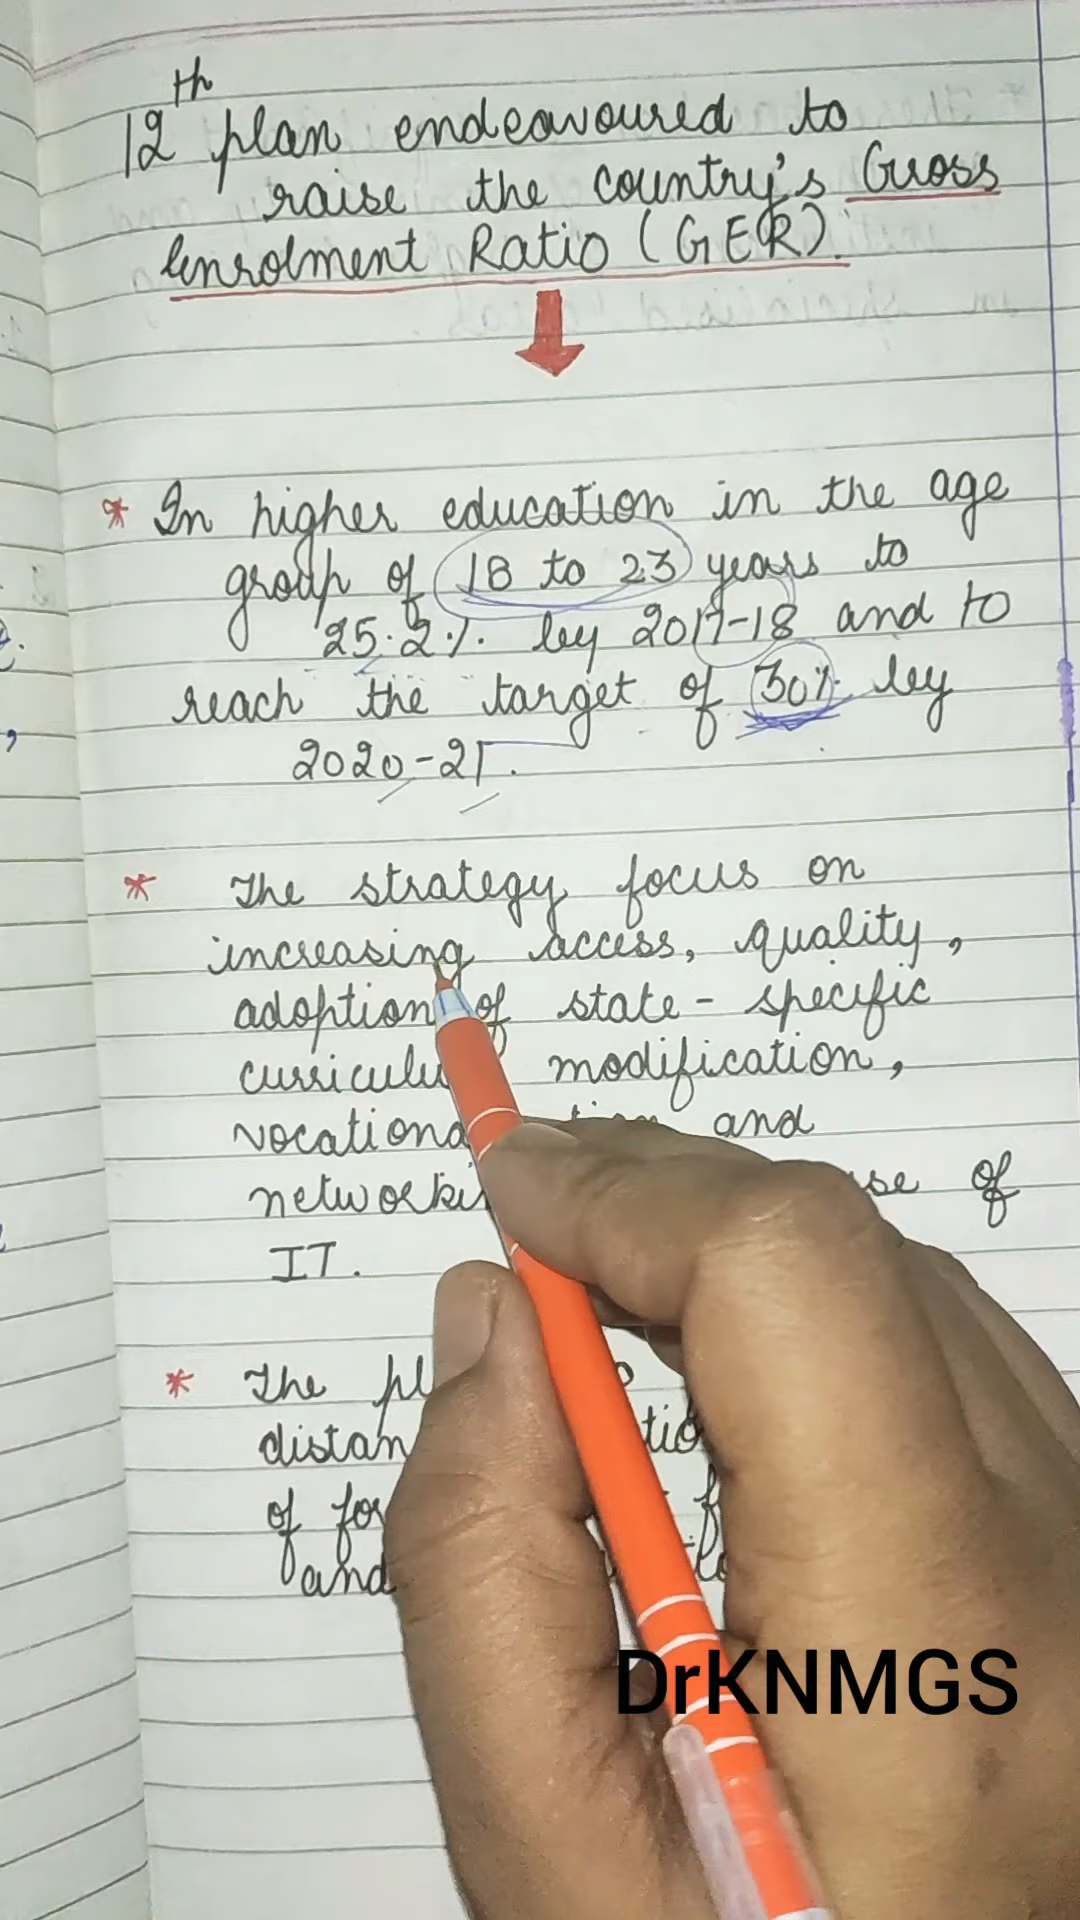 12th plan endeavoured to
raise the country's Gross
Enrolment Ratio (GER).
* In higher education in the age
group of 18 to 23 years to
25.2%. by 2017-18 and to
reach the target of 30% by
2020-21.
* The strategy focus on
increasing access, quality,
adoption of state - specific
modification,
and
of
IT.
* The
of
and
DrKNMGS